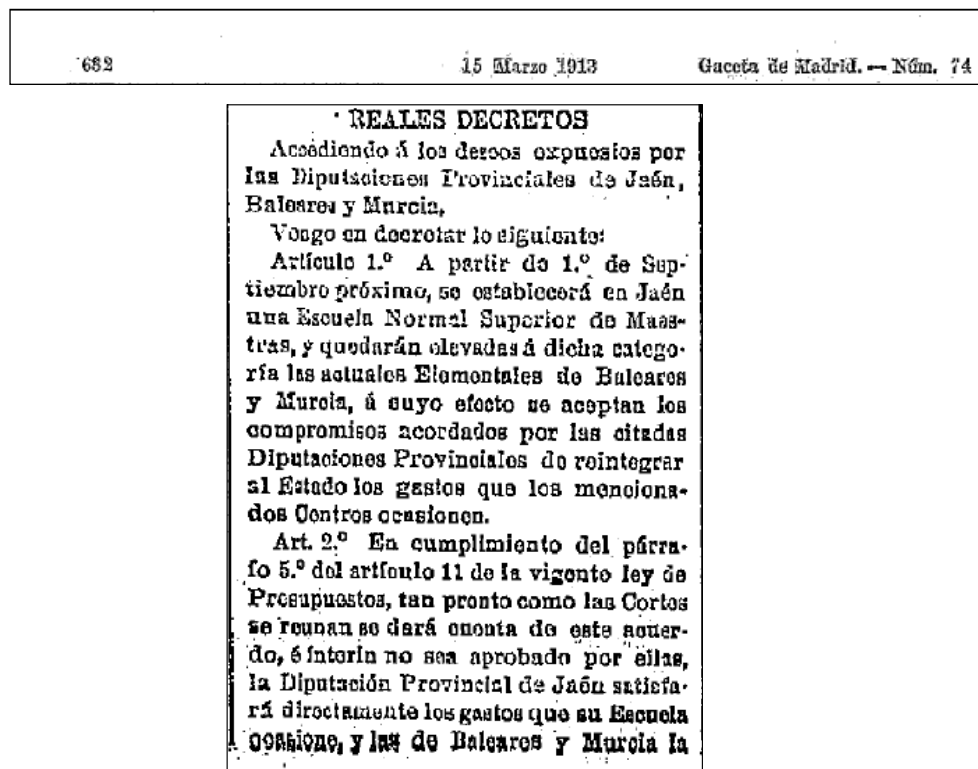 682 15 Marzo 1913 Gaceta de Madrid. — Núm. 74
REALES DECRETOS
Accediendo á los deseos expuestos por
las Diputaciones Provinciales de Jaén,
Baleares y Murcia,
Vengo en decretar lo siguiente:
Artículo 1.º A partir de 1.º de Sep-
tiembre próximo, se establecerá en Jaén
una Escuela Normal Superior de Maes-
tras, y quedarán elevadas á dicha catego-
ría las actuales Elementales de Baleares
y Murcia, á cuyo efecto se aceptan los
compromisos acordados por las citadas
Diputaciones Provinciales de reintegrar
al Estado los gastos que los menciona-
dos Centros ocasionen.
Art. 2.º En cumplimiento del párra-
fo 5.º del artículo 11 de la vigente ley de
Presupuestos, tan pronto como las Cortes
se reunan se dará cuenta de este acuer-
do, é ínterin no sea aprobado por ellas,
la Diputación Provincial de Jaén satisfa-
rá directamente los gastos que su Escuela
ocasione, y las de Baleares y Murcia la